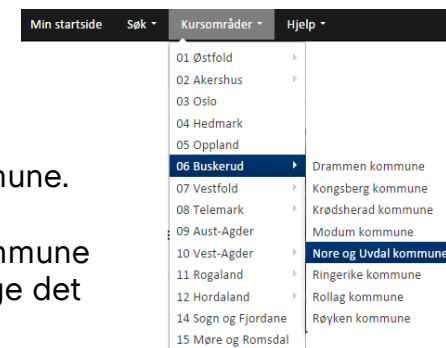 Min startside Søk Kursområder Hjelp
01 Østfold
02 Akershus
03 Oslo
04 Hedmark
05 Oppland
06 Buskerud
07 Vestfold
08 Telemark
09 Aust-Agder
10 Vest-Agder
11 Rogaland
12 Hordaland
14 Sogn og Fjordane
15 Møre og Romsdal
Drammen kommune
Kongsberg kommune
Krødsherad kommune
Modum kommune
Nore og Uvdal kommune
Ringerike kommune
Rollag kommune
Røyken kommune
det